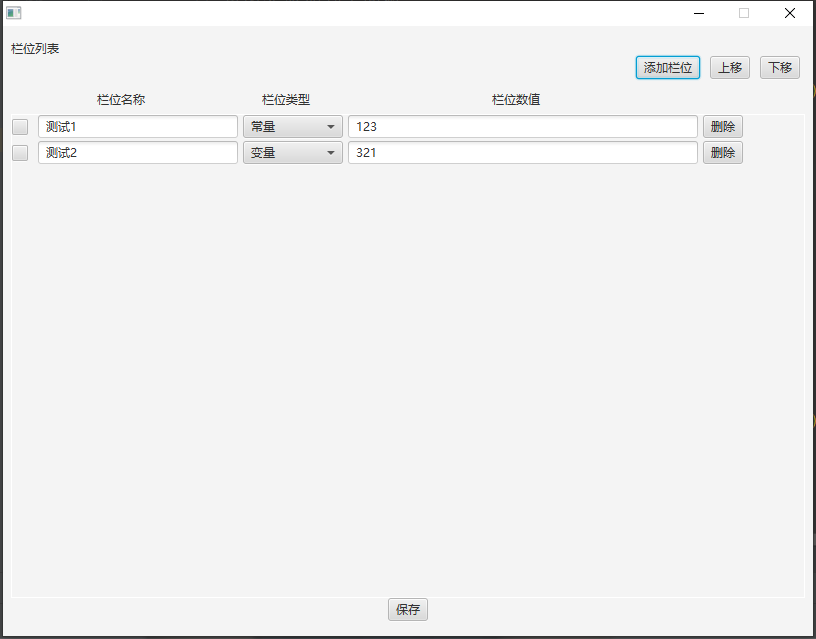 栏位列表
添加栏位 上移 下移
栏位名称 栏位类型 栏位数值
测试1 常量 123 删除
测试2 变量 321 删除
保存